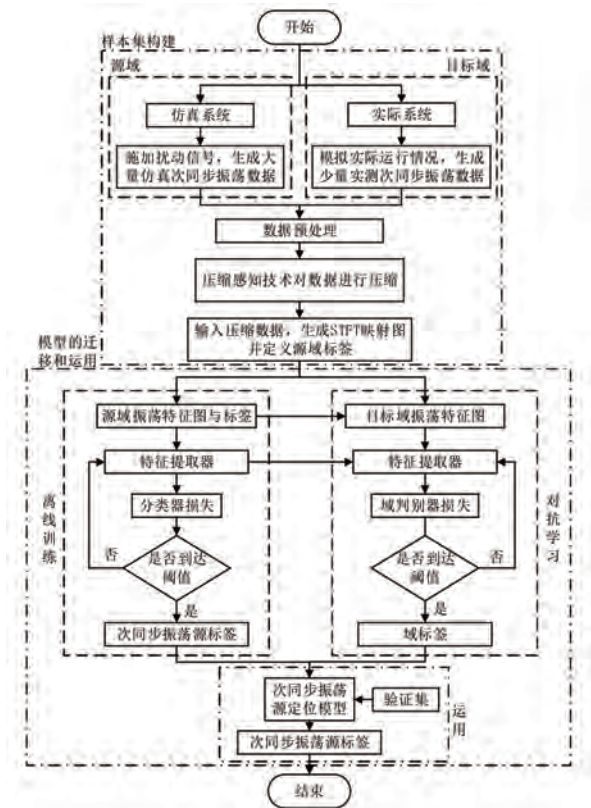 开始
样本集构建
源域
目标域
仿真系统
实际系统
施加扰动信号，生成大
量仿真次同步振荡数据
模拟实际运行情况，生成
少量实测次同步振荡数据
数据预处理
压缩感知技术对数据进行压缩
输入压缩数据，生成STFT映射图
并定义源域标签
模型的迁
移和运用
源域振荡特征图与标签
目标域振荡特征图
特征提取器
特征提取器
分类器损失
域判别器损失
离线训练
对抗学习
否
是否到达
阈值
是否到达
阈值
否
是
是
次同步振荡源标签
域标签
次同步振荡
源定位模型
验证集
运用
次同步振荡源标签
结束